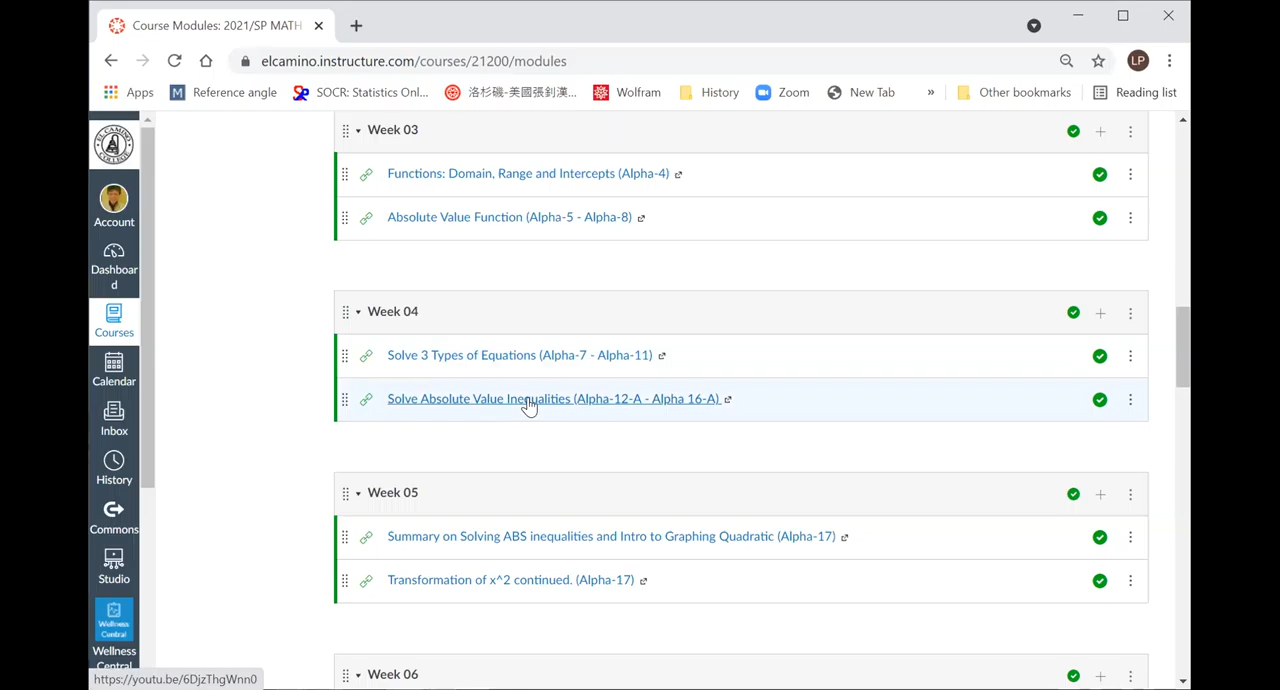 Course Modules: 2021/SP MATH
elcamino.instructure.com/courses/21200/modules
LP
Apps
M Reference angle
SOCR: Statistics Onl...
洛杉磯-美國張釗漢...
Wolfram
History
Zoom
New Tab
»
Other bookmarks
Reading list
Account
Dashboar
d
Courses
Calendar
Inbox
History
Commons
Studio
Wellness
Central
Wellness
Central
Week 03
Functions: Domain, Range and Intercepts (Alpha-4)
Absolute Value Function (Alpha-5 - Alpha-8)
Week 04
Solve 3 Types of Equations (Alpha-7 - Alpha-11)
Solve Absolute Value Inequalities (Alpha-12-A - Alpha 16-A)
Week 05
Summary on Solving ABS inequalities and Intro to Graphing Quadratic (Alpha-17)
Transformation of x^2 continued. (Alpha-17)
Week 06
https://youtu.be/6DjzThgWnn0